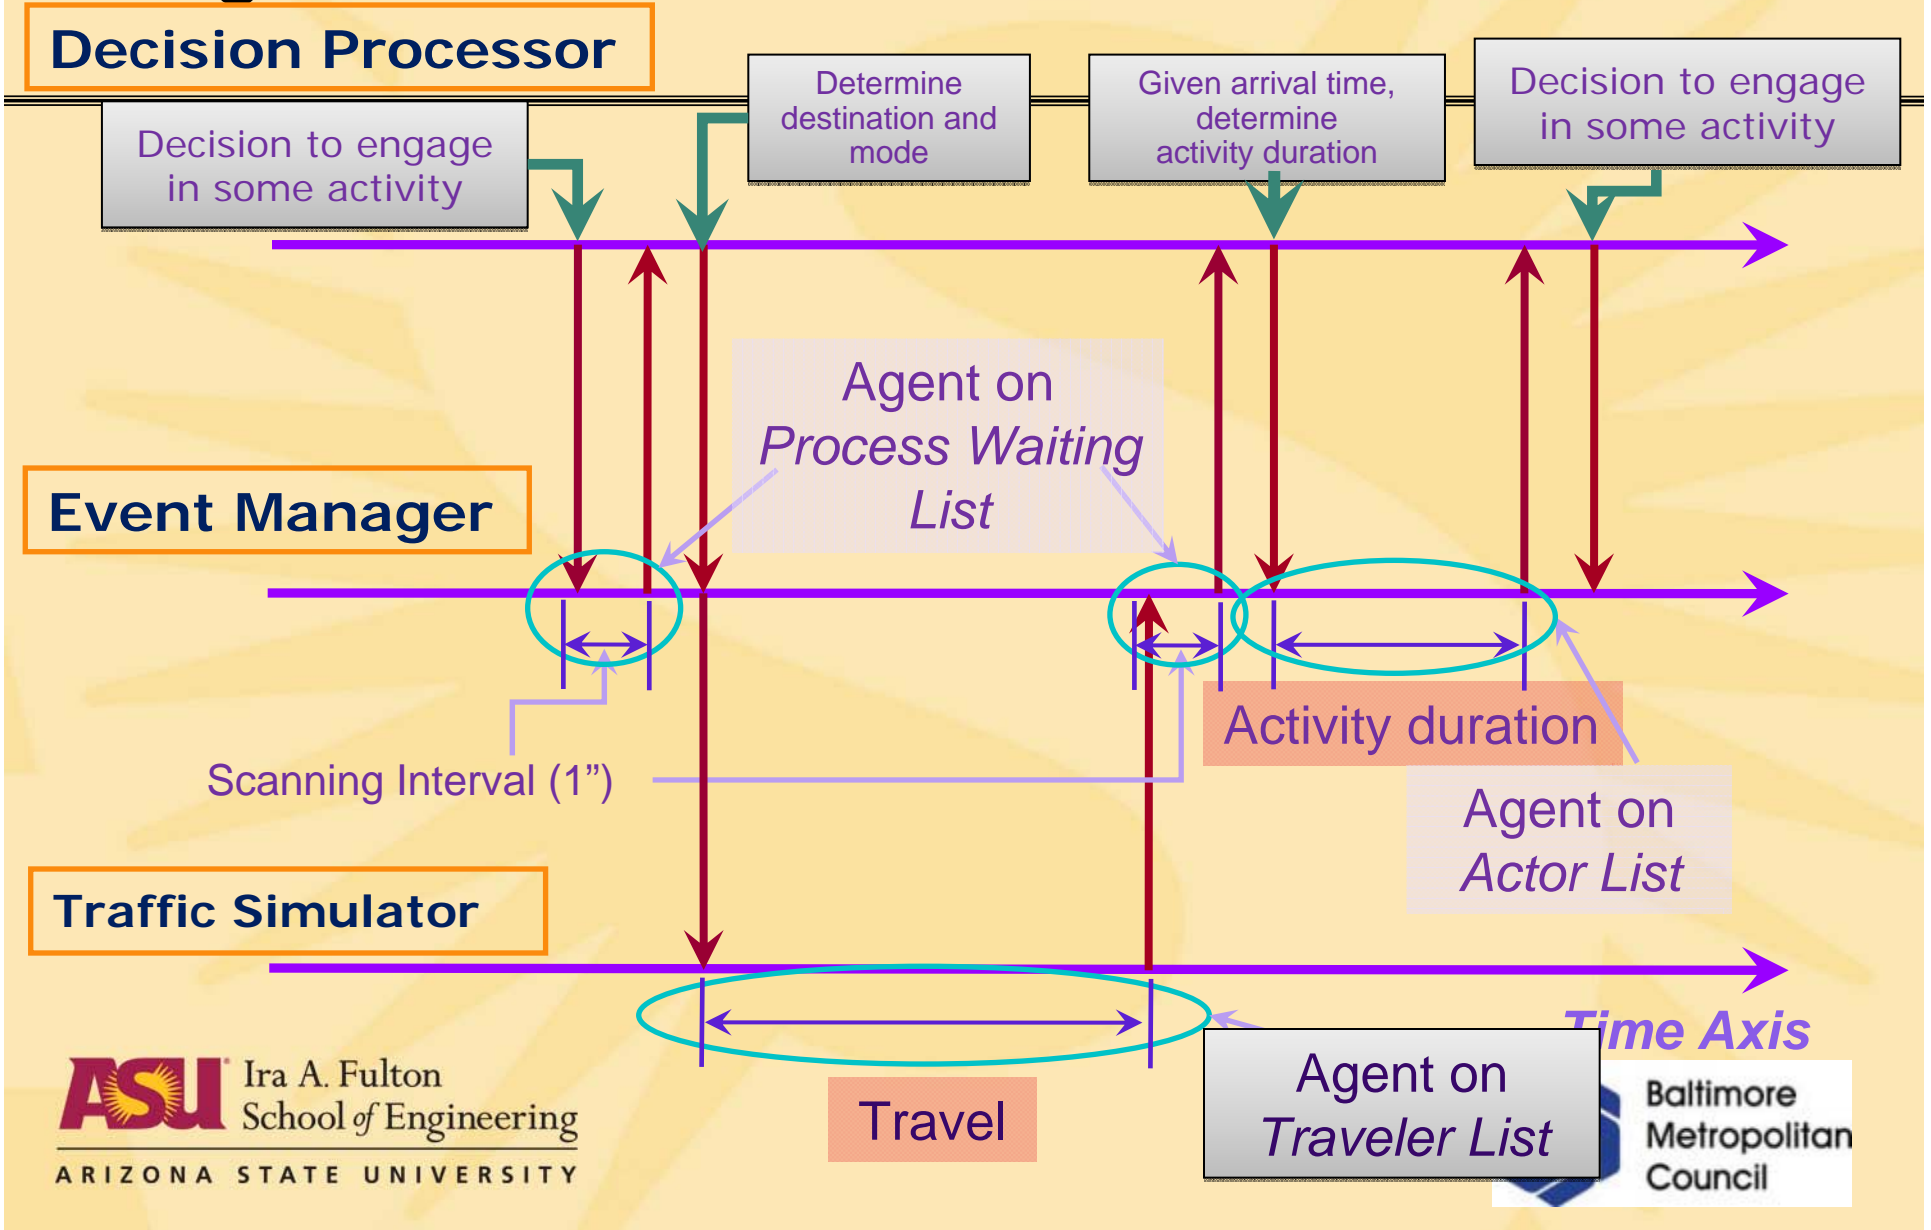 Decision Processor
Decision to engage
in some activity
Determine
destination and
mode
Given arrival time,
determine
activity duration
Decision to engage
in some activity
Agent on
Process Waiting
List
Event Manager
Activity duration
Scanning Interval (1”)
Agent on
Actor List
Traffic Simulator
Time Axis
Agent on
Traveler List
Travel
ASU
Ira A. Fulton
School of Engineering
ARIZONA STATE UNIVERSITY
Baltimore
Metropolitan
Council